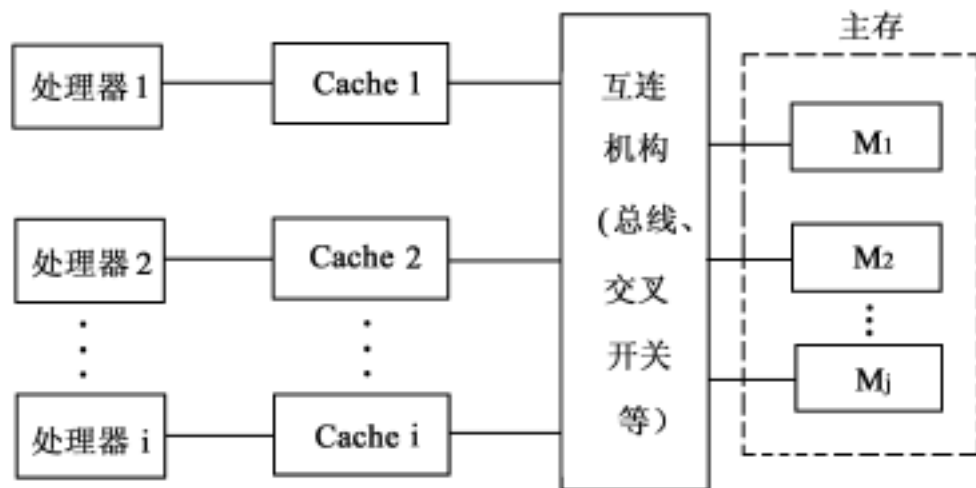 主存
处理器1
Cache 1
互连
机构
(总线、
交叉
开关
等）
M1
处理器2
Cache 2
M2
处理器 i
Cache i
Mj